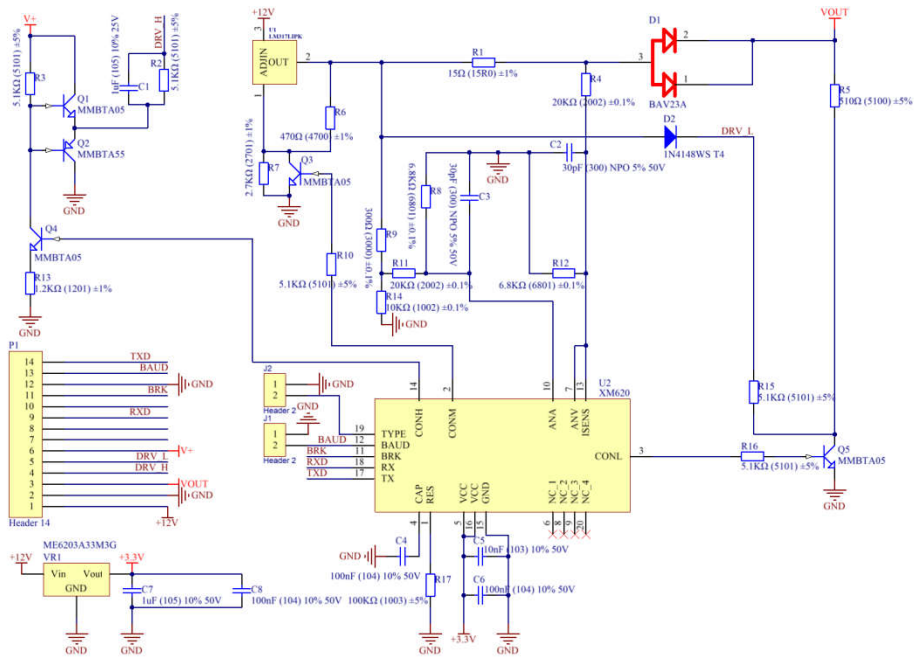 V+
R3
5.1KΩ (5101) ±5%
Q1
MMBTA05
Q2
MMBTA55
GND
1uF (105) 10% 25V
C1
DRV_H
R2
5.1KΩ (5101) ±5%
Q4
MMBTA05
R13
1.2KΩ (1201) ±1%
GND
+12V
3
U1
LM317LIPK
ADJ
IN
OUT
2
1
R6
470Ω (4700) ±1%
R7
2.7KΩ (2701) ±1%
Q3
MMBTA05
GND
R10
5.1KΩ (5101) ±5%
R1
15Ω (15R0) ±1%
R4
20KΩ (2002) ±0.1%
D1
3
2
1
BAV23A
VOUT
R5
510Ω (5100) ±5%
D2
1N4148WS T4
DRV_L
GND
C2
30pF (300) NPO 5% 50V
R8
6.8KΩ (6801) ±0.1%
C3
30pF (300) NPO 5% 50V
R9
300Ω (3000) ±0.1%
R11
20KΩ (2002) ±0.1%
R12
6.8KΩ (6801) ±0.1%
R14
10KΩ (1002) ±0.1%
GND
R15
5.1KΩ (5101) ±5%
R16
5.1KΩ (5101) ±5%
Q5
MMBTA05
GND
P1
14
TXD
13
BAUD
12
GND
11
BRK
10
9
RXD
8
7
6
V+
5
DRV_L
4
DRV_H
3
VOUT
2
GND
1
+12V
Header 14
J2
1
2
Header 2
GND
J1
1
2
Header 2
GND
U2
XM620
14
CONH
2
CONM
10
ANA
7
ANV
13
ISENS
19
TYPE
BAUD
12
BAUD
BRK
11
BRK
RXD
18
RX
TXD
17
TX
CONL
3
CAP
4
RES
1
VCC
5
VCC
16
GND
15
NC_1
6
NC_2
8
NC_3
9
NC_4
20
GND
C4
100nF (104) 10% 50V
R17
100KΩ (1003) ±5%
GND
C5
10nF (103) 10% 50V
C6
100nF (104) 10% 50V
+3.3V
GND
ME6203A33M3G
VR1
+12V
Vin
Vout
GND
+3.3V
C7
1uF (105) 10% 50V
C8
100nF (104) 10% 50V
GND
GND